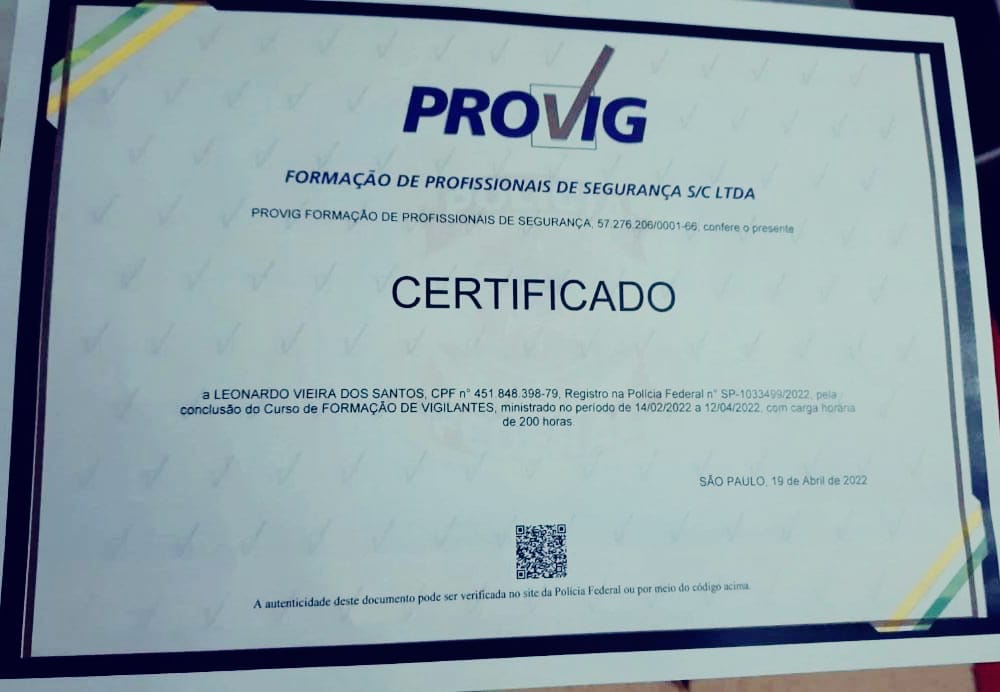 PROVIG
FORMAÇÃO DE PROFISSIONAIS DE SEGURANÇA S/C LTDA
PROVIG FORMAÇÃO DE PROFISSIONAIS DE SEGURANÇA, 57.276.206/0001-66, confere o presente
CERTIFICADO
a LEONARDO VIEIRA DOS SANTOS, CPF n° 451.848.398-79, Registro na Polícia Federal n° SP-1033499/2022, pela
conclusão do Curso de FORMAÇÃO DE VIGILANTES, ministrado no período de 14/02/2022 a 12/04/2022, com carga horária
de 200 horas.
SÃO PAULO, 19 de Abril de 2022
A autenticidade deste documento pode ser verificada no site da Polícia Federal ou por meio do código acima.